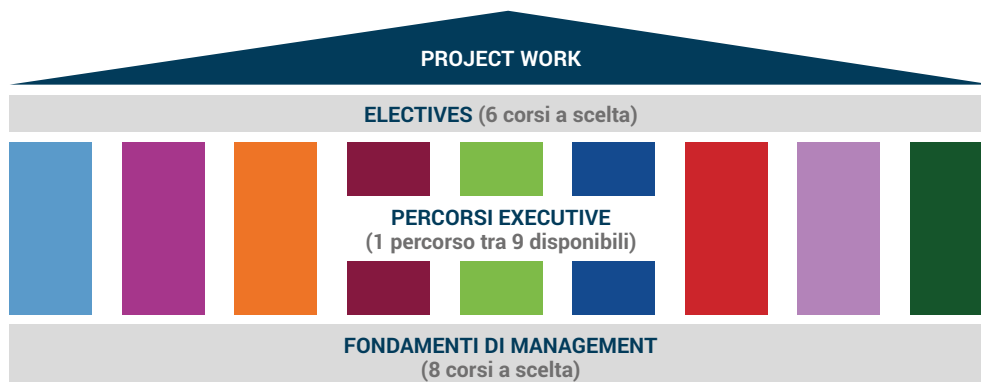 PROJECT WORK
ELECTIVES (6 corsi a scelta)
PERCORSI EXECUTIVE
(1 percorso tra 9 disponibili)
FONDAMENTI DI MANAGEMENT
(8 corsi a scelta)